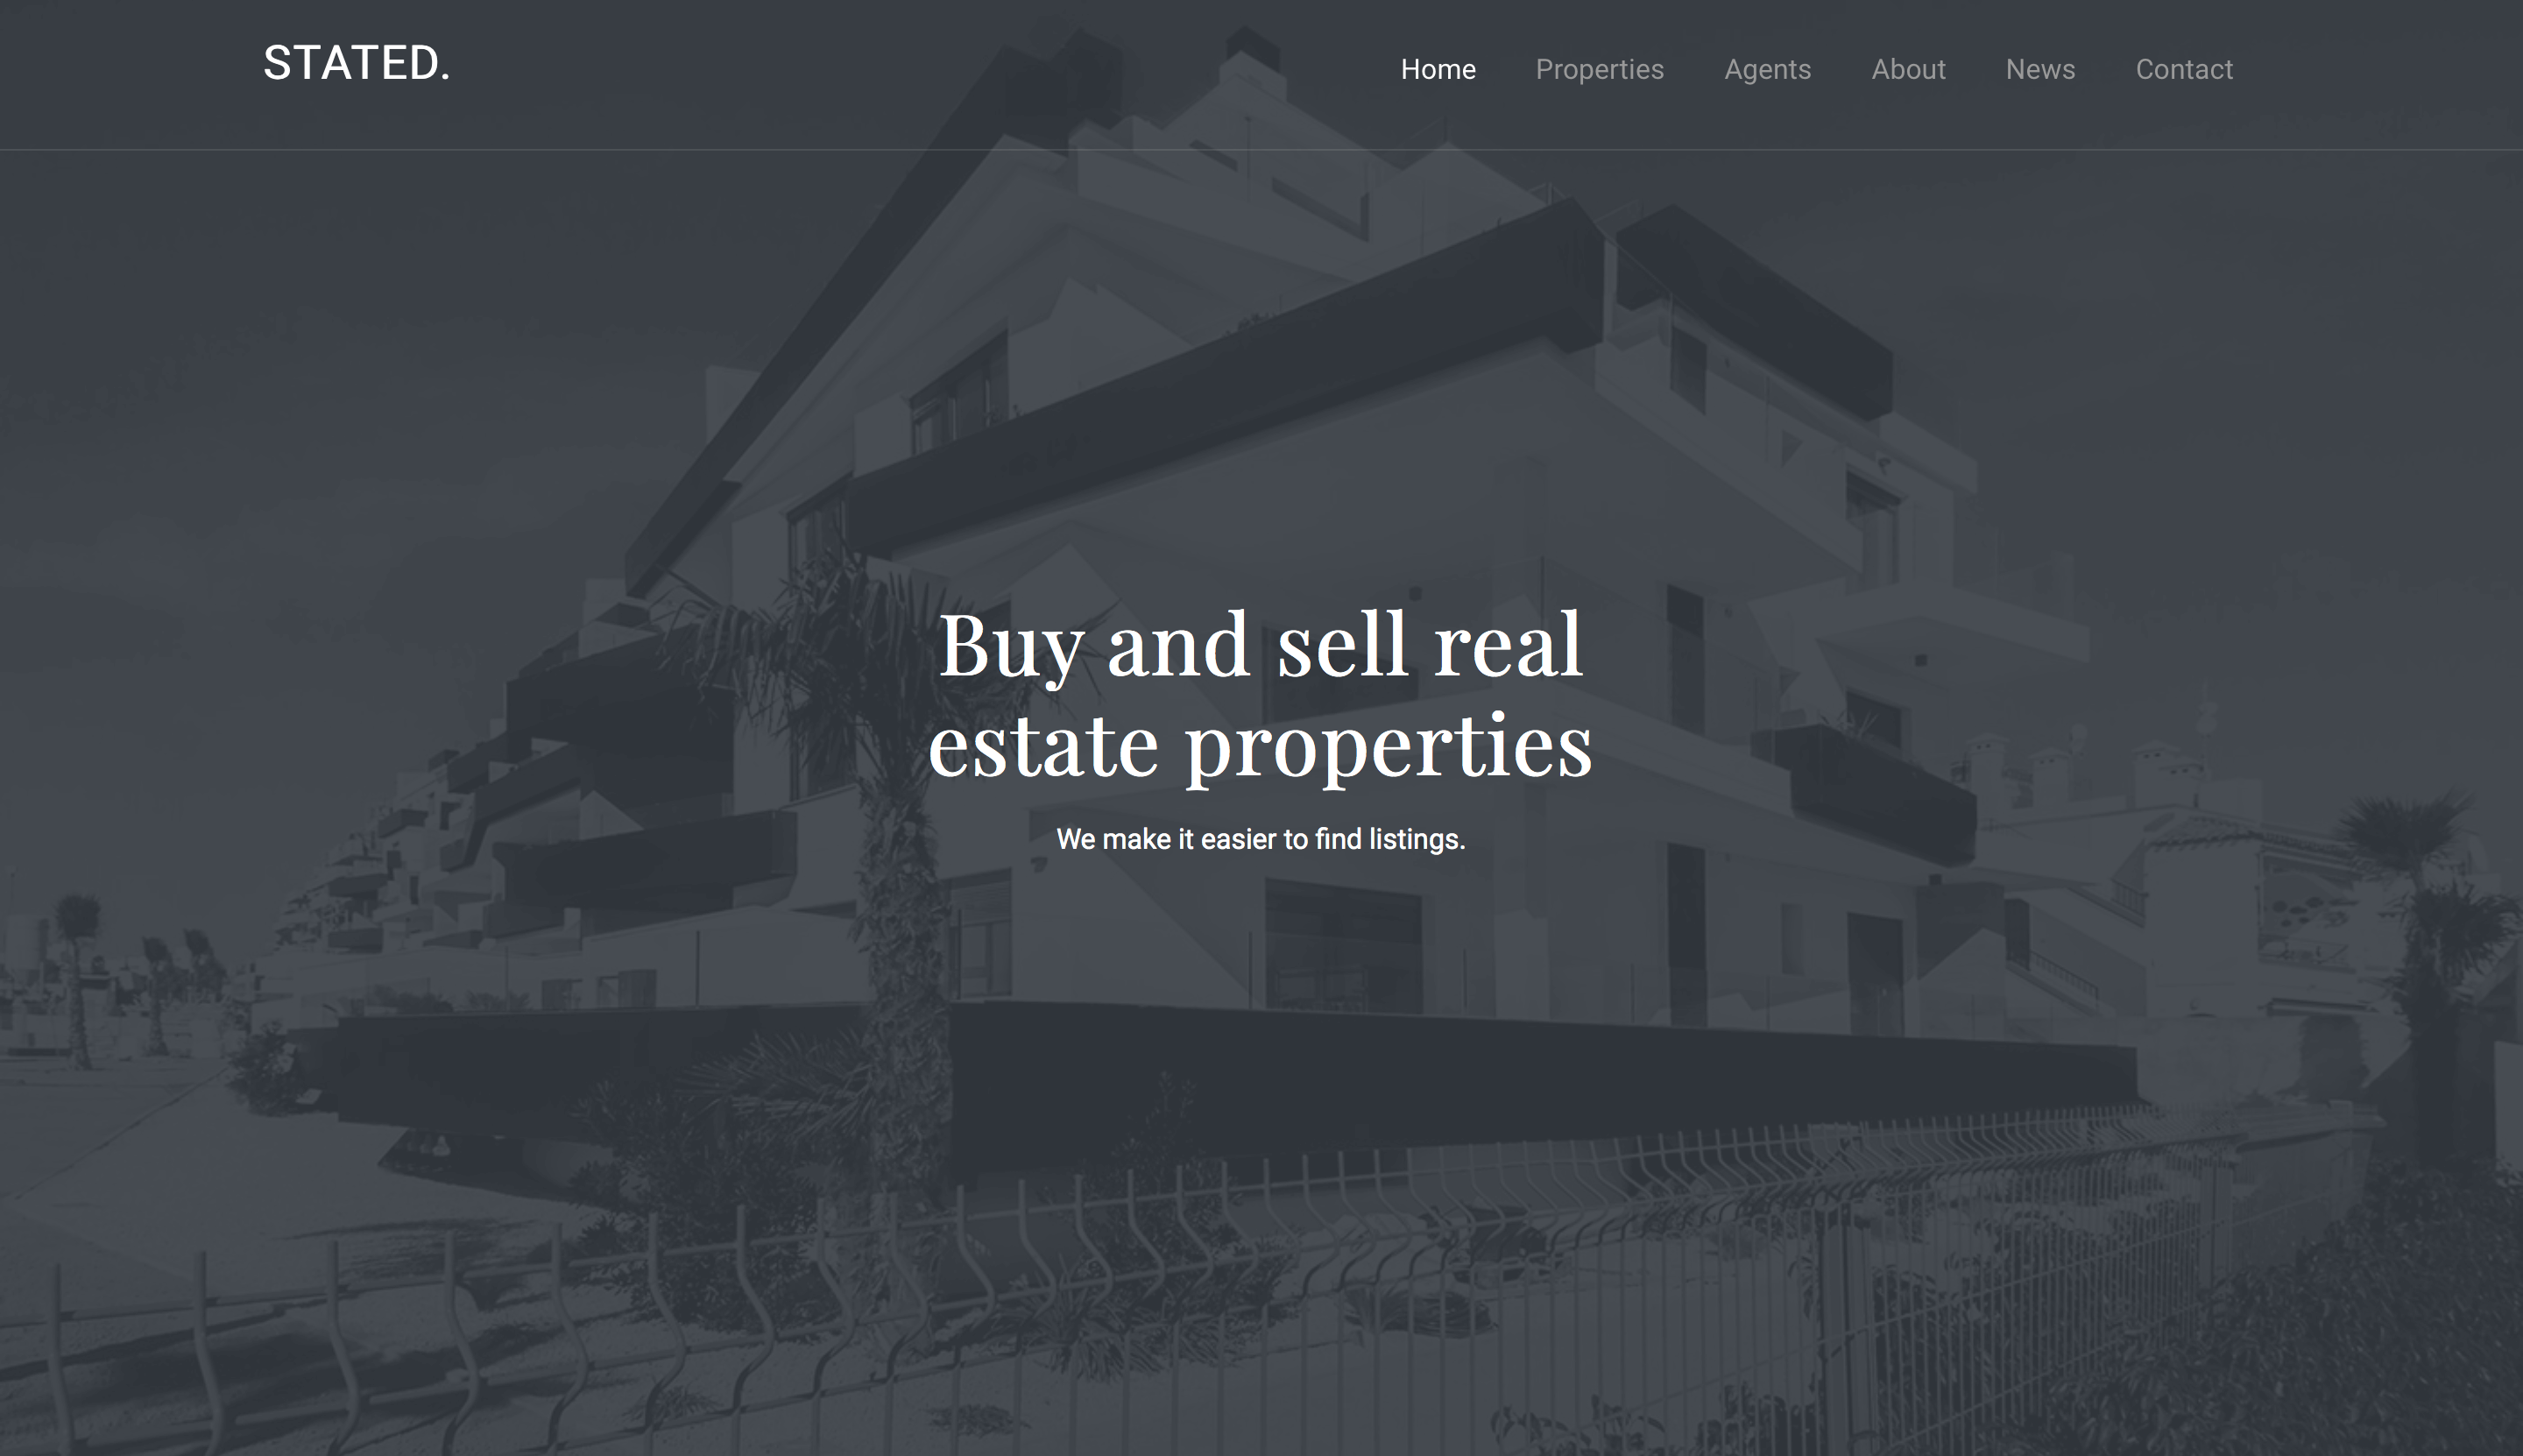 STATED.
Home Properties Agents About News Contact
Buy and sell real
estate properties
We make it easier to find listings.